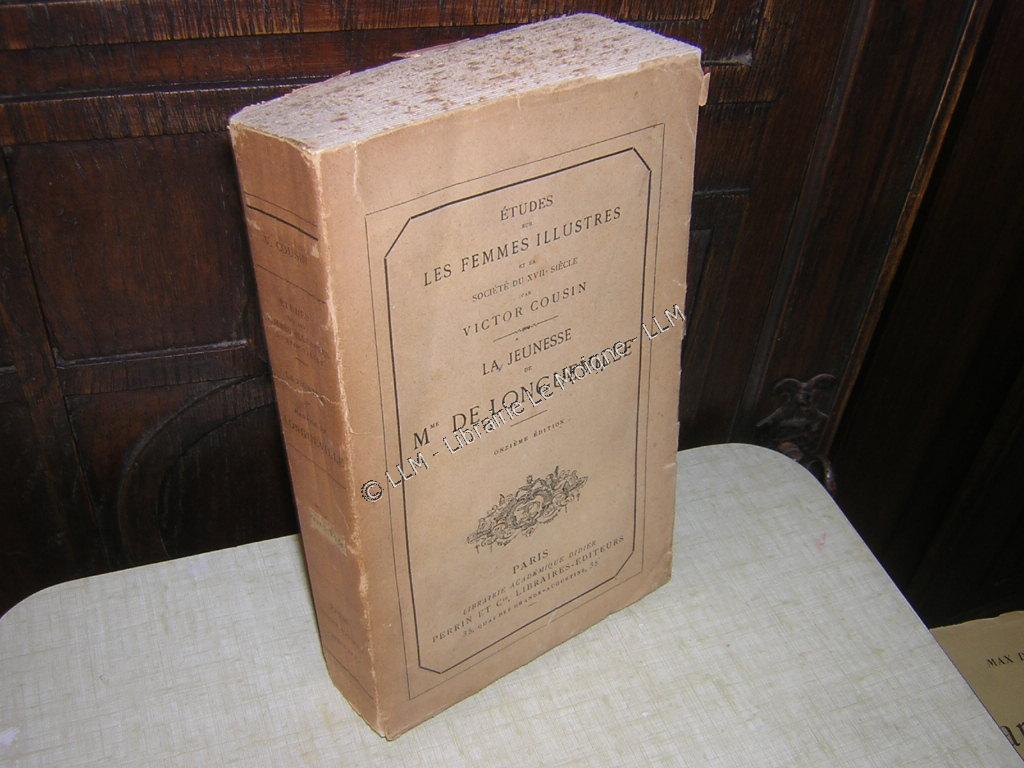 ÉTUDES
SUR
LES FEMMES ILLUSTRES
ET LA
SOCIÉTÉ DU XVIIe SIÈCLE
PAR
VICTOR COUSIN
LA JEUNESSE
DE
Mme DE LONGUEVILLE
ONZIÈME ÉDITION
PARIS
LIBRAIRIE ACADÉMIQUE DIDIER
PERRIN ET Cie, LIBRAIRES-ÉDITEURS
35, QUAI DES GRANDS-AUGUSTINS, 35
V. COUSIN
LONGUEVILLE
© LLM - Librairie Le Moigne - LLM
MAX